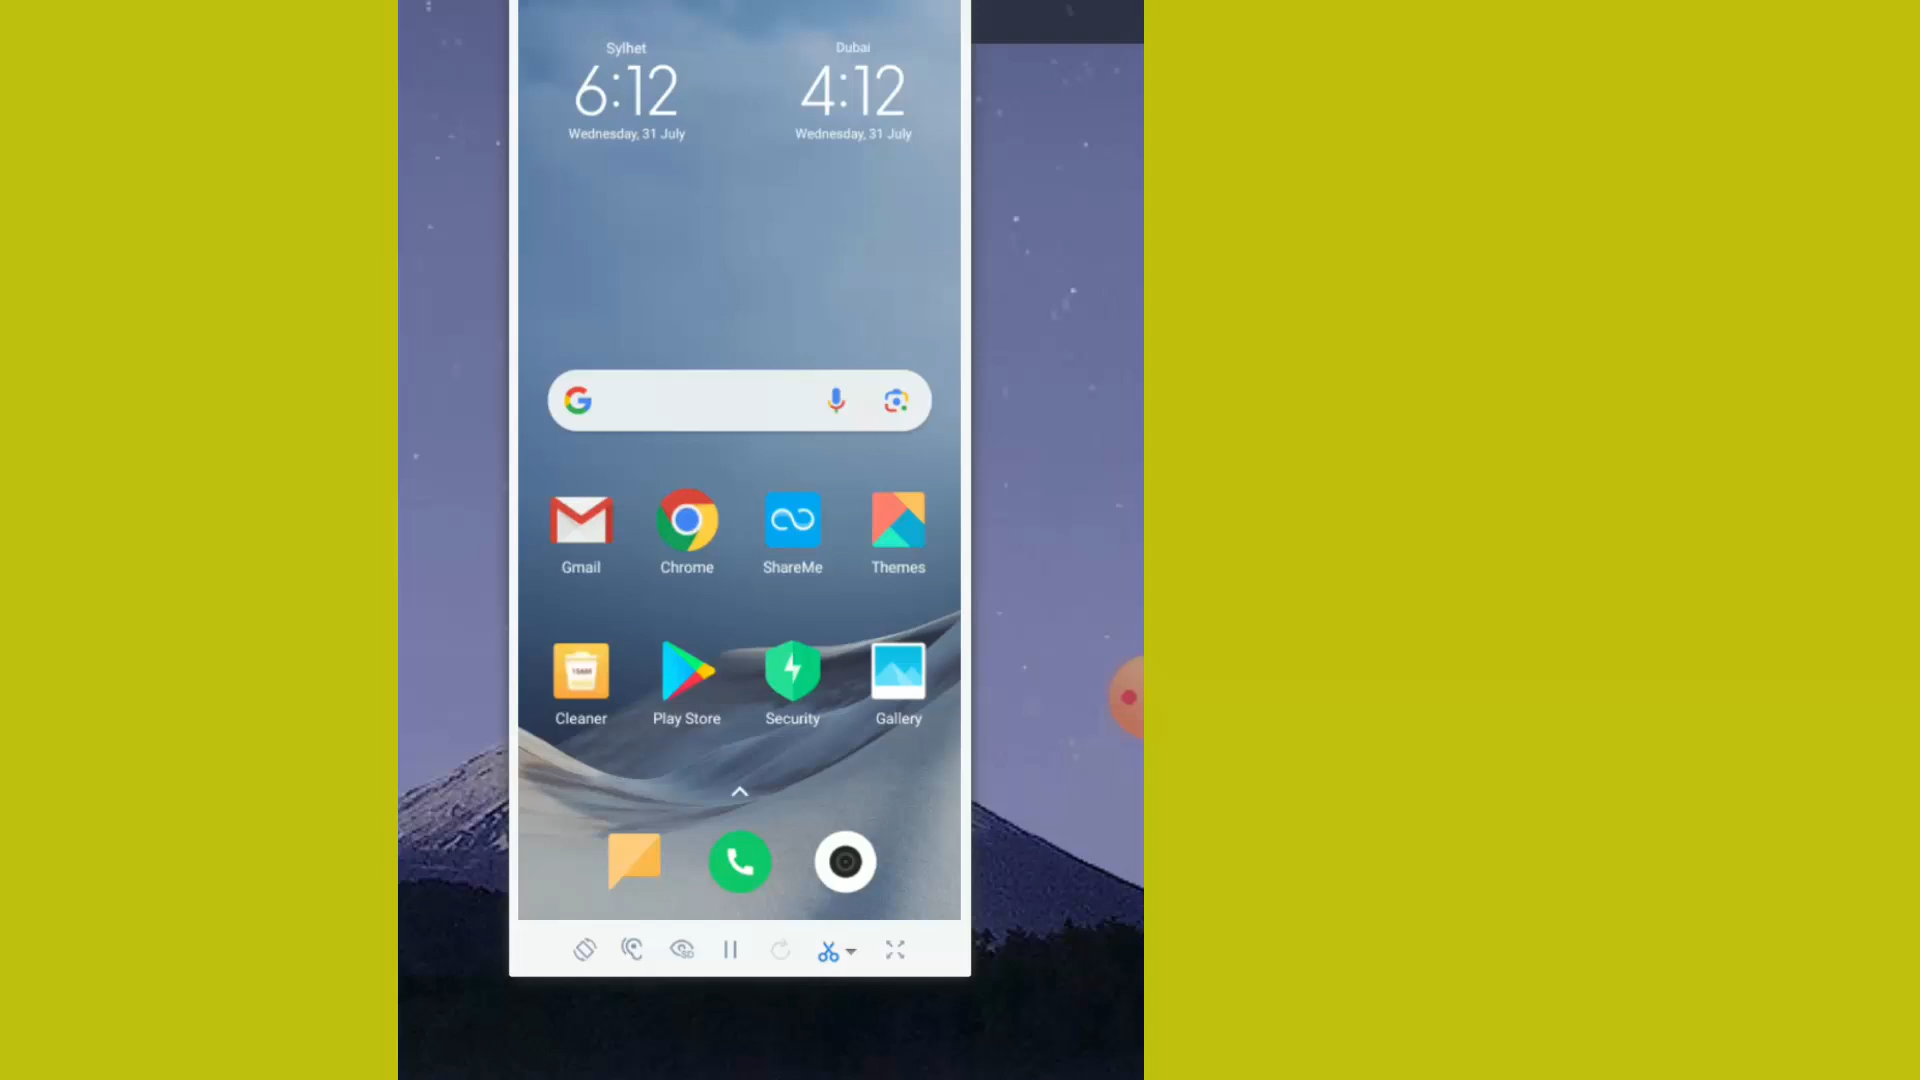 Sylhet
Dubai
6:12
4:12
Wednesday, 31 July
Wednesday, 31 July
Gmail
Chrome
ShareMe
Themes
Cleaner
Play Store
Security
Gallery
SD